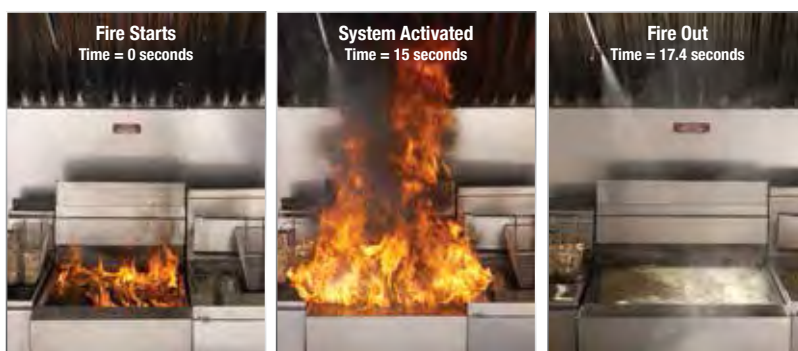 Fire Starts
Time = 0 seconds
System Activated
Time = 15 seconds
Fire Out
Time = 17.4 seconds